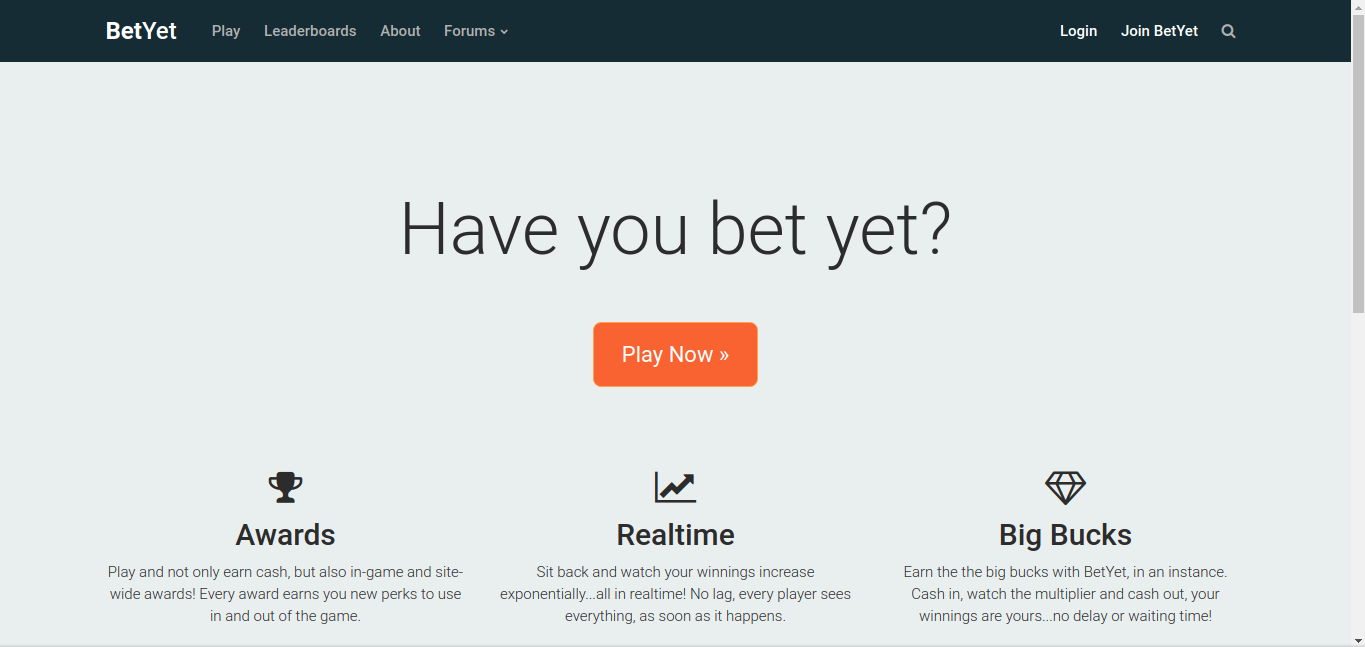 BetYet Play Leaderboards About Forums Login Join BetYet
Have you bet yet?
Play Now »
Awards
Play and not only earn cash, but also in-game and site-
wide awards! Every award earns you new perks to use
in and out of the game.
Realtime
Sit back and watch your winnings increase
exponentially...all in realtime! No lag, every player sees
everything, as soon as it happens.
Big Bucks
Earn the the big bucks with BetYet, in an instance.
Cash in, watch the multiplier and cash out, your
winnings are yours...no delay or waiting time!